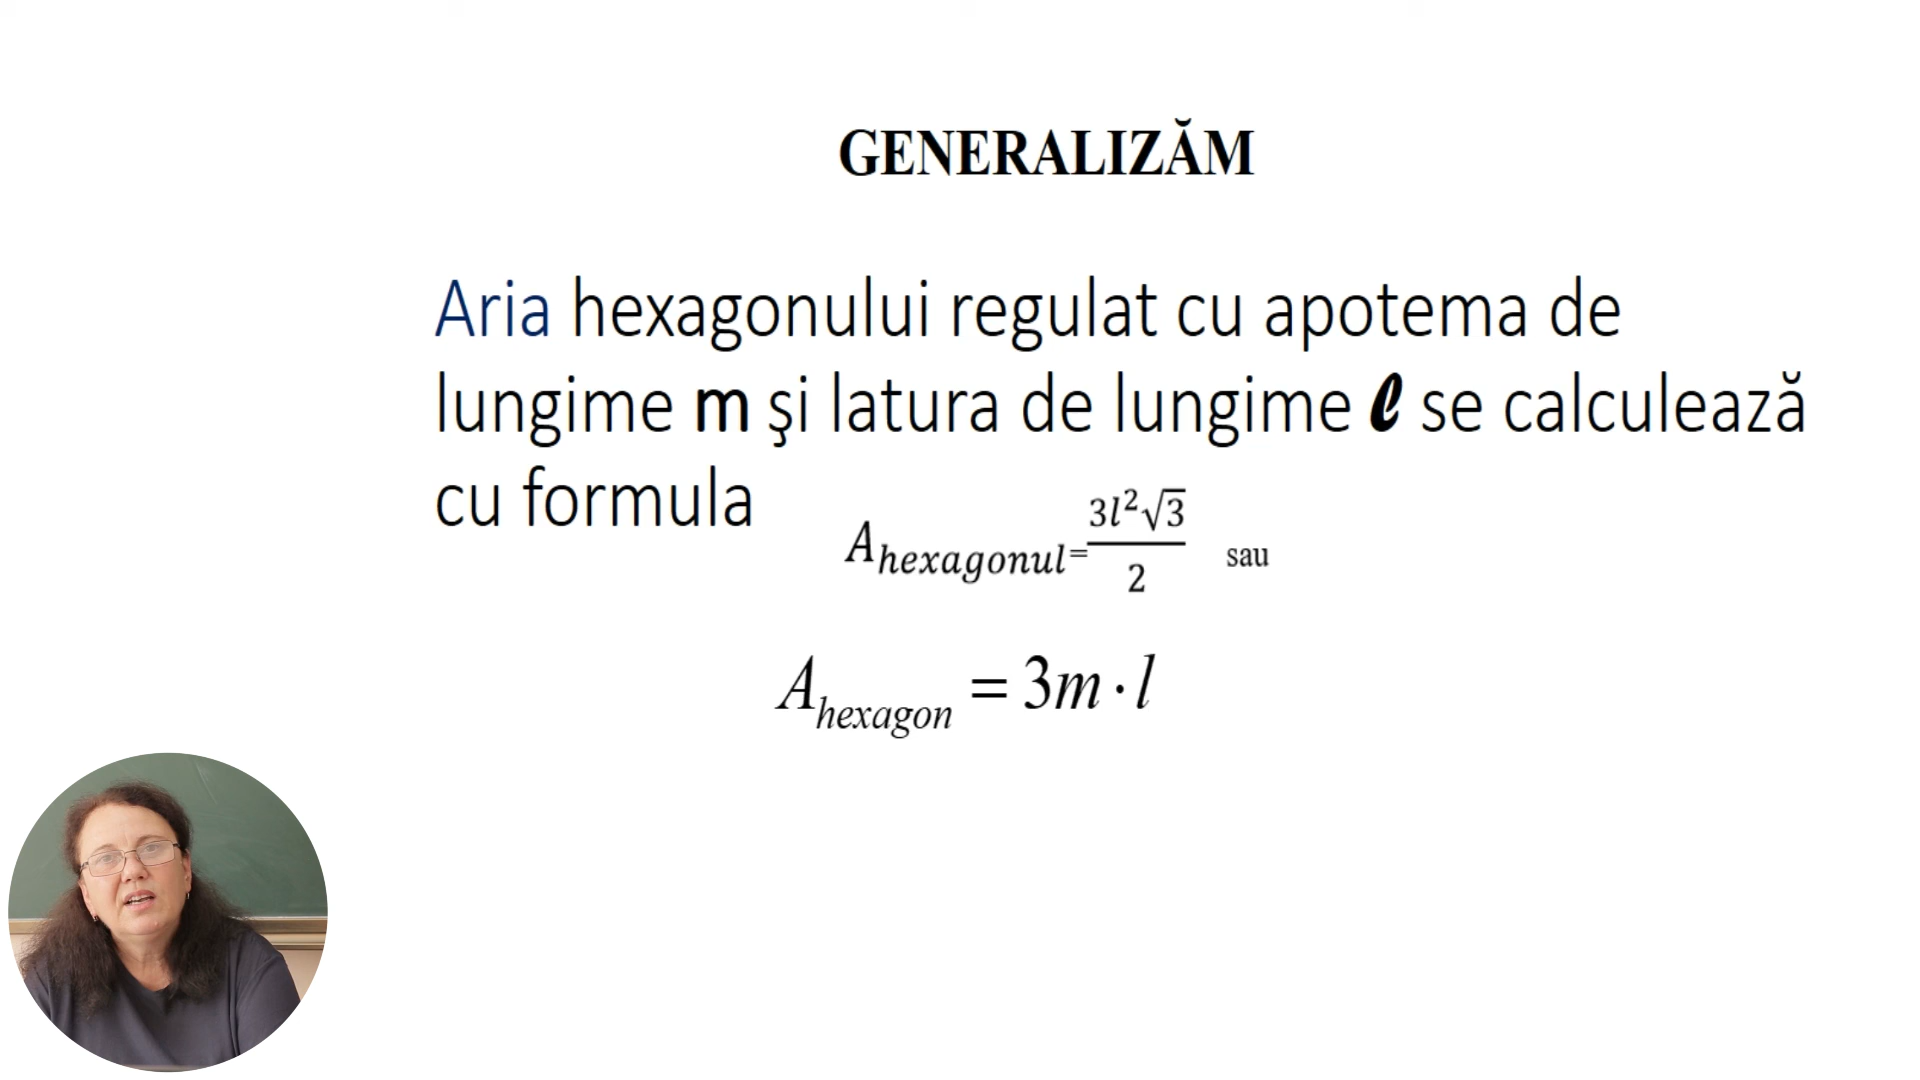 GENERALIZĂM
Aria hexagonului regulat cu apotema de
lungime m şi latura de lungime ℓ se calculează
cu formula
A_hexagonul = 3l²√3 / 2 sau
A_hexagon = 3m · l